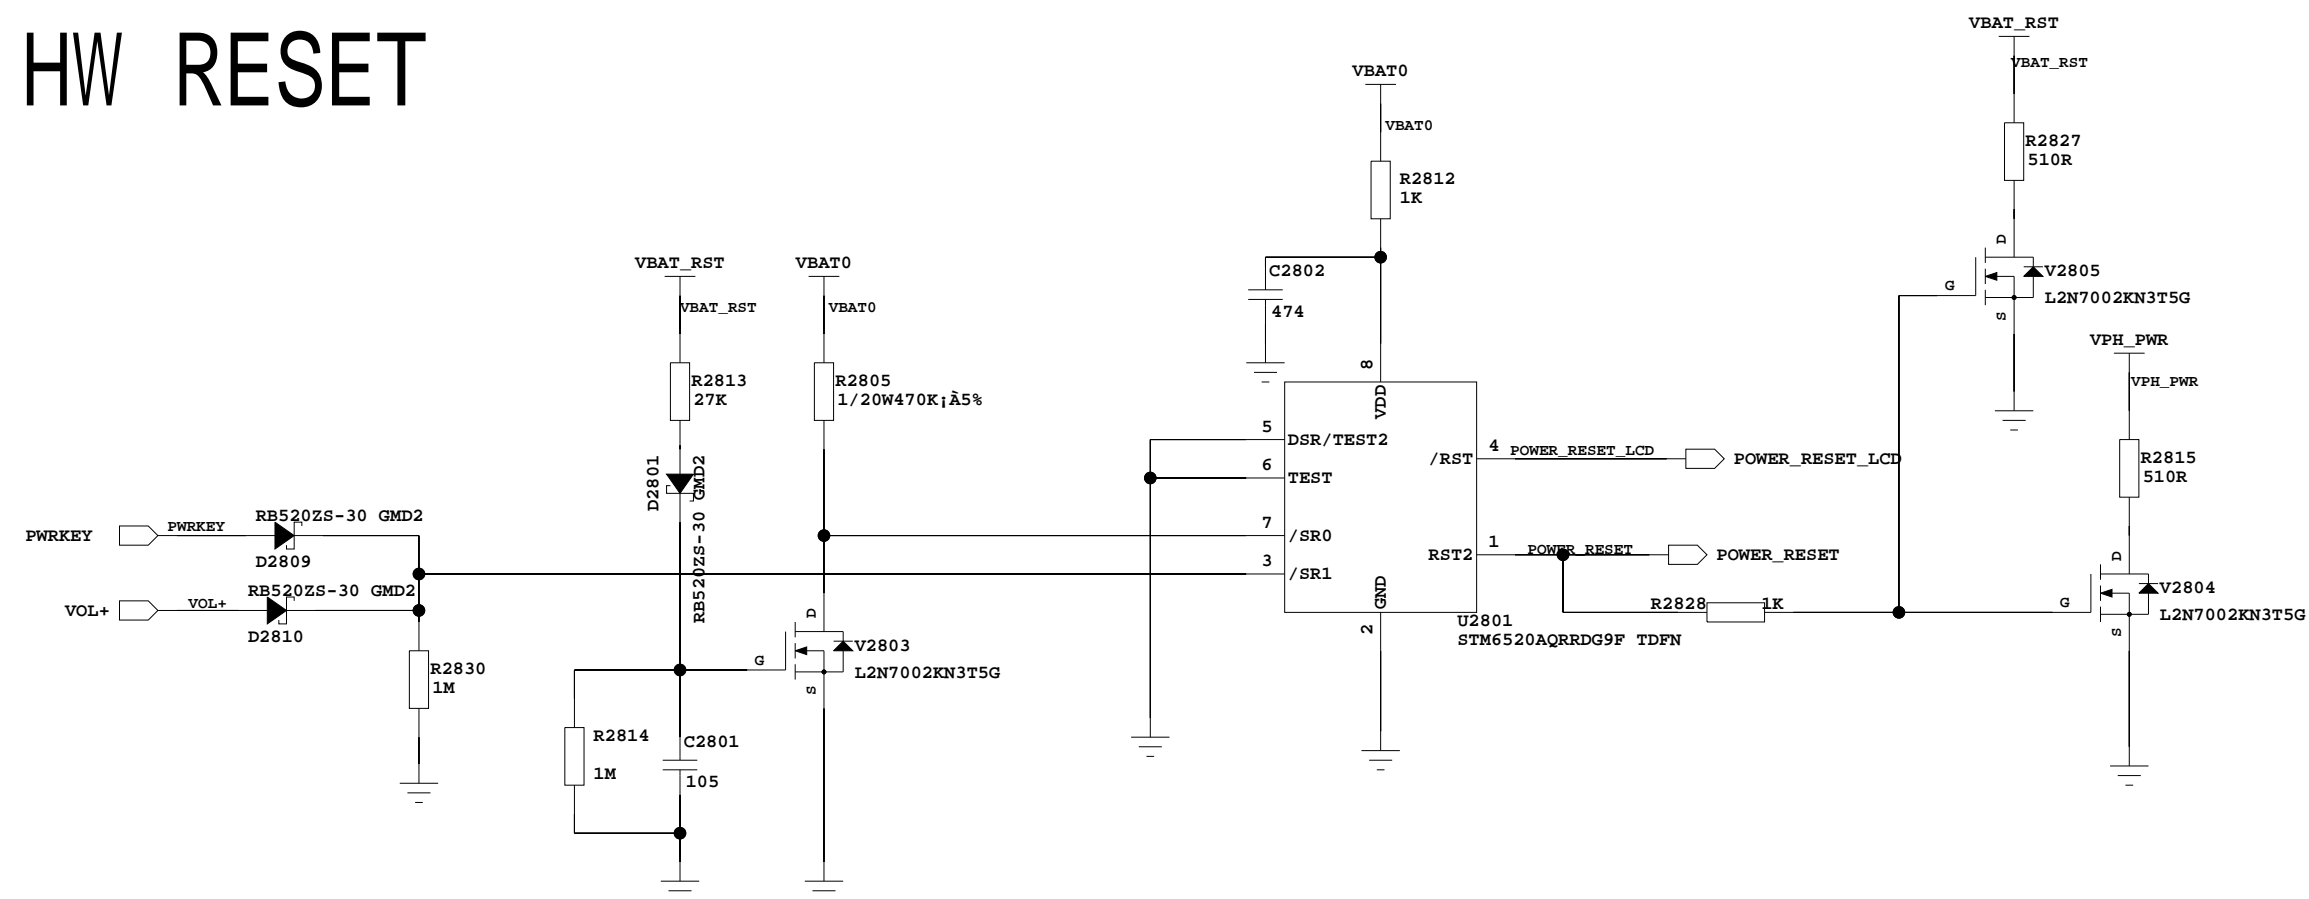 HW RESET
VBAT_RST
VBAT_RST
R2827
510R
D
G
S
V2805
L2N7002KN3T5G
VBAT0
VBAT0
R2812
1K
C2802
474
VBAT_RST
VBAT_RST
R2813
27K
D2801
RB520ZS-30 GMD2
VBAT0
VBAT0
R2805
1/20W470K¡À5%
VPH_PWR
VPH_PWR
R2815
510R
D
G
S
V2804
L2N7002KN3T5G
8
VDD
5
DSR/TEST2
6
TEST
7
/SR0
3
/SR1
4
/RST
POWER_RESET_LCD
POWER_RESET_LCD
1
RST2
POWER_RESET
POWER_RESET
GND
2
U2801
STM6520AQRRDG9F TDFN
R2828
1K
PWRKEY
PWRKEY
RB520ZS-30 GMD2
D2809
VOL+
VOL+
RB520ZS-30 GMD2
D2810
R2830
1M
D
G
S
V2803
L2N7002KN3T5G
R2814
1M
C2801
105